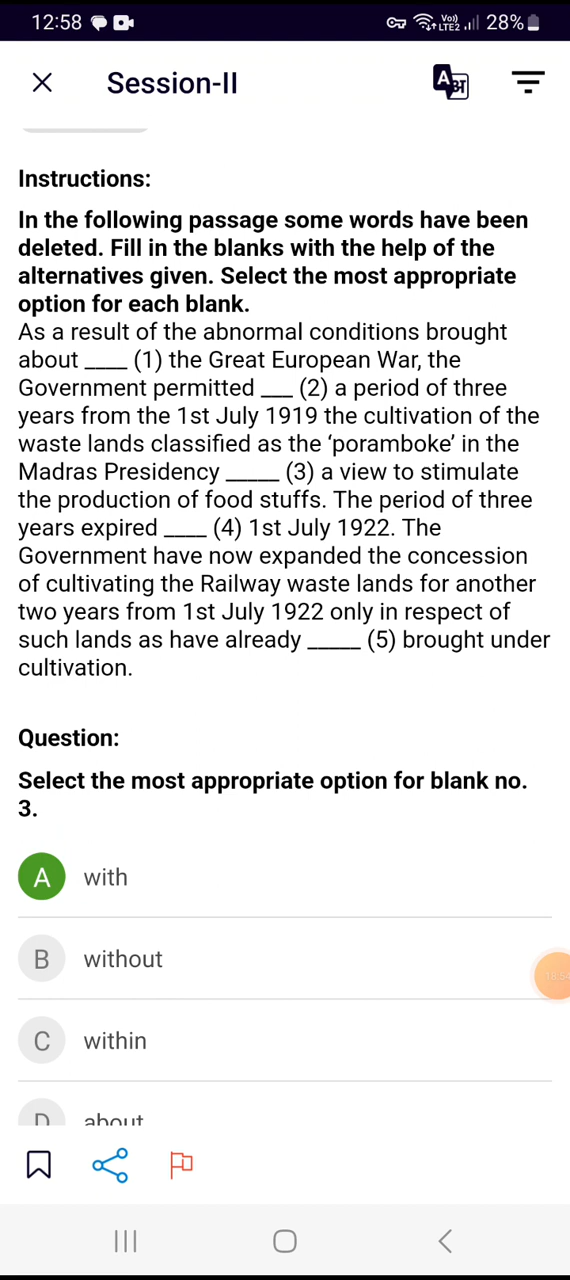 12:58 Vo) LTE2 28%
Session-II
A अ
Instructions:
In the following passage some words have been
deleted. Fill in the blanks with the help of the
alternatives given. Select the most appropriate
option for each blank.
As a result of the abnormal conditions brought
about ____ (1) the Great European War, the
Government permitted ___ (2) a period of three
years from the 1st July 1919 the cultivation of the
waste lands classified as the ‘poramboke’ in the
Madras Presidency _____ (3) a view to stimulate
the production of food stuffs. The period of three
years expired ____ (4) 1st July 1922. The
Government have now expanded the concession
of cultivating the Railway waste lands for another
two years from 1st July 1922 only in respect of
such lands as have already _____ (5) brought under
cultivation.
Question:
Select the most appropriate option for blank no.
3.
A with
B without
C within
D about